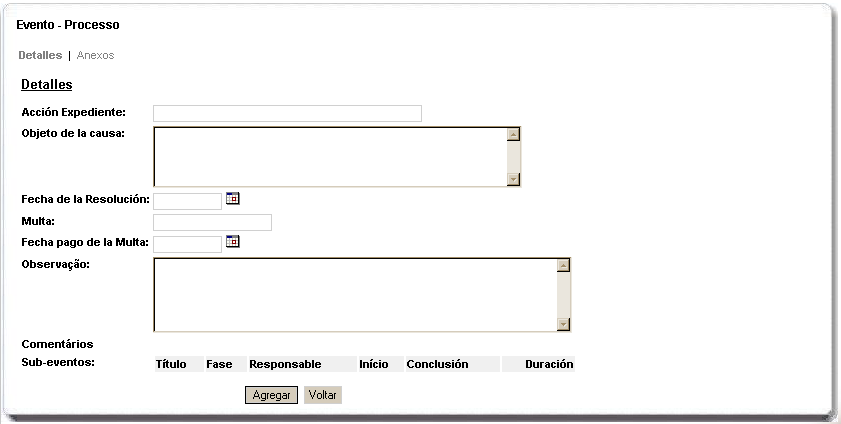 Evento - Processo
Detalles | Anexos
Detalles
Acción Expediente:
Objeto de la causa:
Fecha de la Resolución:
Multa:
Fecha pago de la Multa:
Observação:
Comentários
Sub-eventos: Título Fase Responsable Início Conclusión Duración
Agregar Voltar